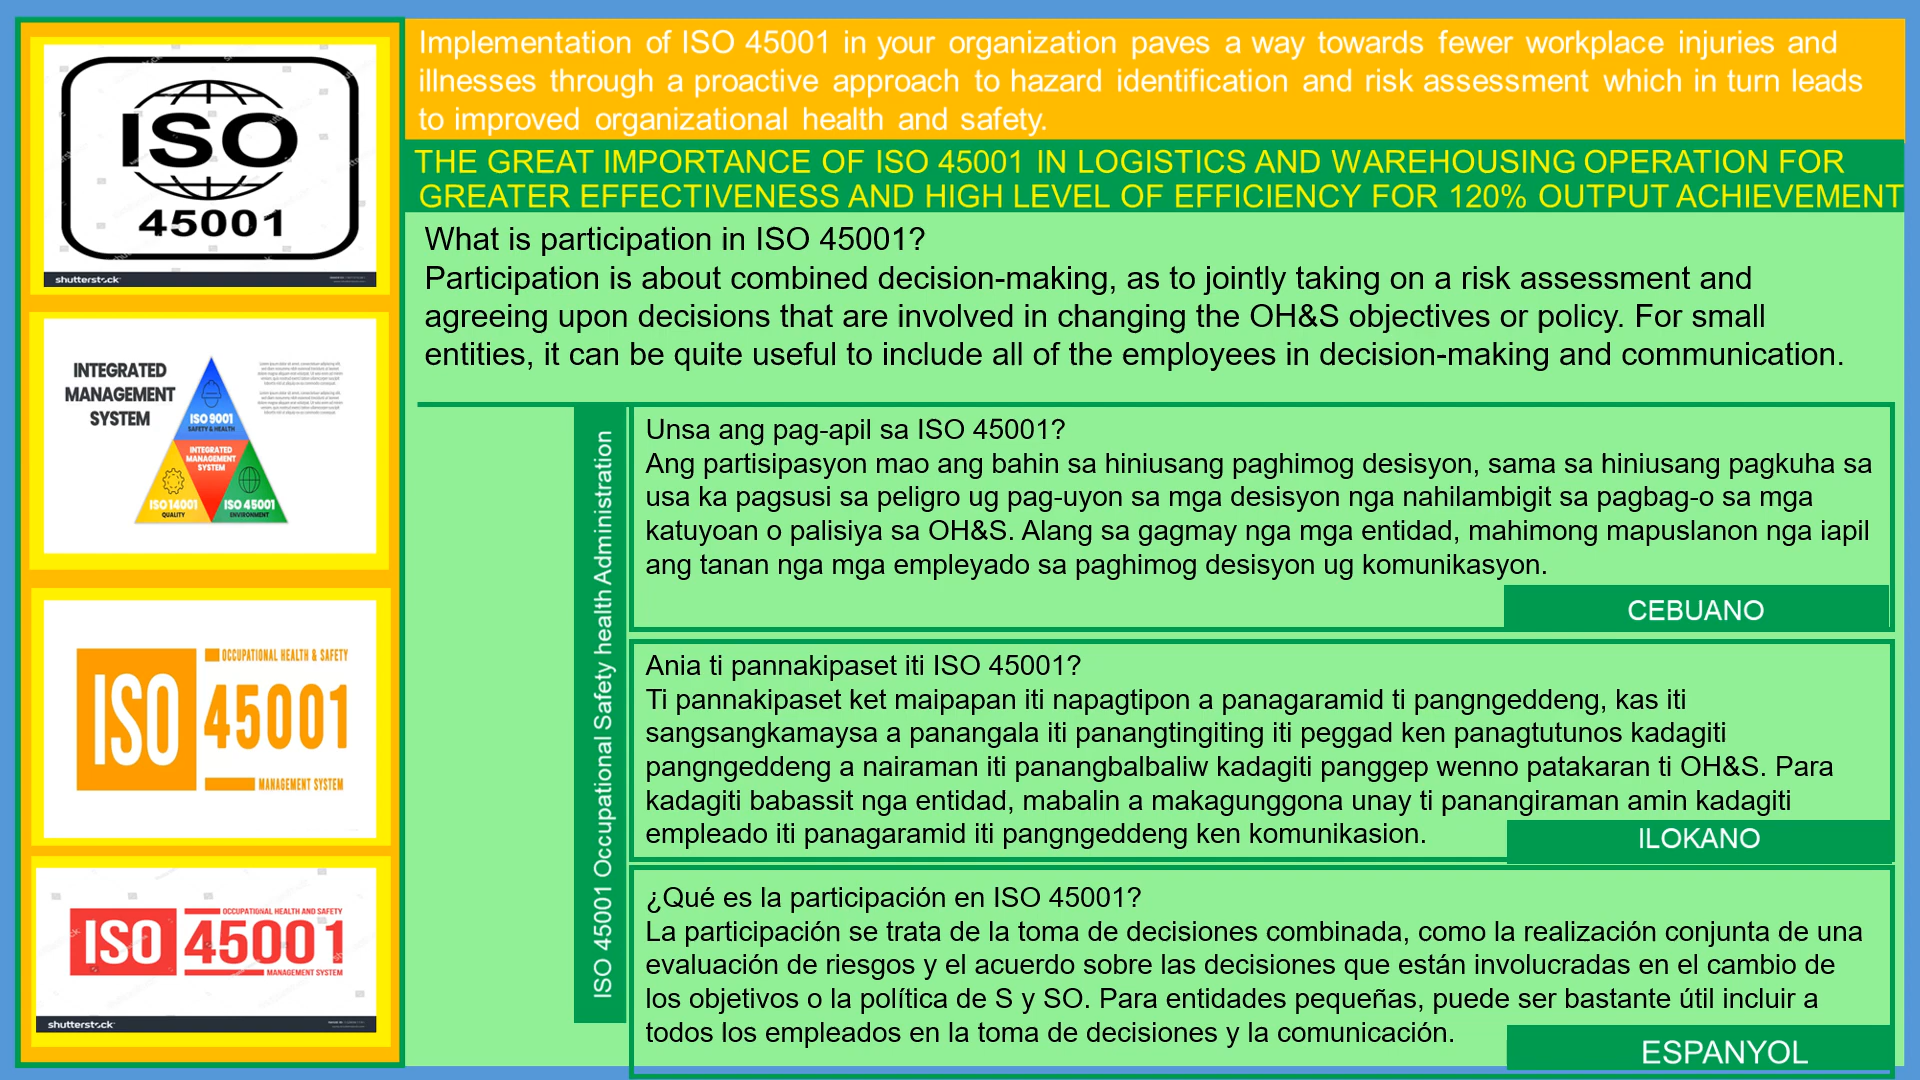 ISO
45001
shutterstock
INTEGRATED
MANAGEMENT
SYSTEM
ISO 9001
SAFETY & HEALTH
INTEGRATED
MANAGEMENT
SYSTEM
ISO 14001
QUALITY
ISO 45001
ENVIRONMENT
ISO
OCCUPATIONAL HEALTH & SAFETY
45001
MANAGEMENT SYSTEM
ISO
OCCUPATIONAL HEALTH AND SAFETY
45001
MANAGEMENT SYSTEM
shutterstock
Implementation of ISO 45001 in your organization paves a way towards fewer workplace injuries and
illnesses through a proactive approach to hazard identification and risk assessment which in turn leads
to improved organizational health and safety.
THE GREAT IMPORTANCE OF ISO 45001 IN LOGISTICS AND WAREHOUSING OPERATION FOR
GREATER EFFECTIVENESS AND HIGH LEVEL OF EFFICIENCY FOR 120% OUTPUT ACHIEVEMENT
What is participation in ISO 45001?
Participation is about combined decision-making, as to jointly taking on a risk assessment and
agreeing upon decisions that are involved in changing the OH&S objectives or policy. For small
entities, it can be quite useful to include all of the employees in decision-making and communication.
ISO 45001 Occupational Safety health Administration
Unsa ang pag-apil sa ISO 45001?
Ang partisipasyon mao ang bahin sa hiniusang paghimog desisyon, sama sa hiniusang pagkuha sa
usa ka pagsusi sa peligro ug pag-uyon sa mga desisyon nga nahilambigit sa pagbag-o sa mga
katuyoan o palisiya sa OH&S. Alang sa gagmay nga mga entidad, mahimong mapuslanon nga iapil
ang tanan nga mga empleyado sa paghimog desisyon ug komunikasyon.
CEBUANO
Ania ti pannakipaset iti ISO 45001?
Ti pannakipaset ket maipapan iti napagtipon a panagaramid ti pangngeddeng, kas iti
sangsangkamaysa a panangala iti panangtingiting iti peggad ken panagtutunos kadagiti
pangngeddeng a nairaman iti panangbalbaliw kadagiti panggep wenno patakaran ti OH&S. Para
kadagiti babassit nga entidad, mabalin a makagunggona unay ti panangiraman amin kadagiti
empleado iti panagaramid iti pangngeddeng ken komunikasion.
ILOKANO
¿Qué es la participación en ISO 45001?
La participación se trata de la toma de decisiones combinada, como la realización conjunta de una
evaluación de riesgos y el acuerdo sobre las decisiones que están involucradas en el cambio de
los objetivos o la política de S y SO. Para entidades pequeñas, puede ser bastante útil incluir a
todos los empleados en la toma de decisiones y la comunicación.
ESPANYOL